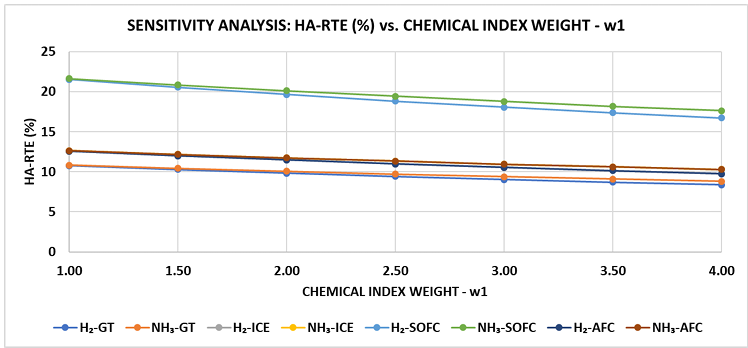 SENSITIVITY ANALYSIS: HA-RTE (%) vs. CHEMICAL INDEX WEIGHT - w1
25
20
15
10
5
0
HA-RTE (%)
1.00 1.50 2.00 2.50 3.00 3.50 4.00
CHEMICAL INDEX WEIGHT - w1
H₂-GT NH₃-GT H₂-ICE NH₃-ICE H₂-SOFC NH₃-SOFC H₂-AFC NH₃-AFC